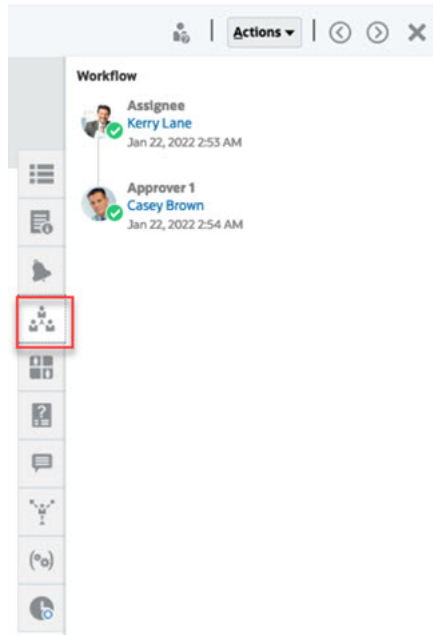 Actions
Workflow
Assignee
Kerry Lane
Jan 22, 2022 2:53 AM
Approver 1
Casey Brown
Jan 22, 2022 2:54 AM